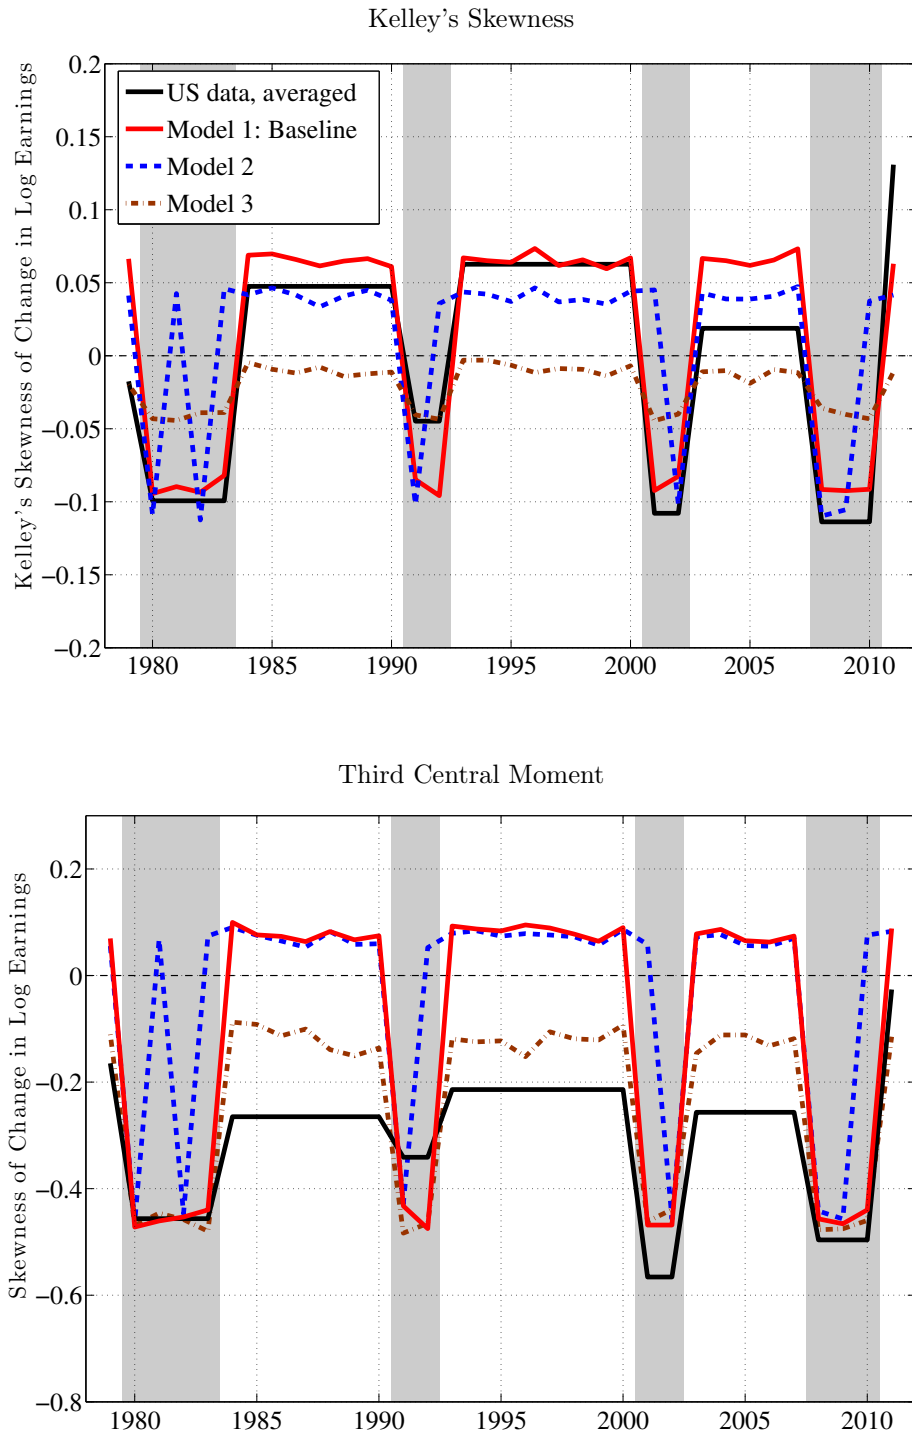 Kelley's Skewness
Kelley's Skewness of Change in Log Earnings
0.2
0.15
0.1
0.05
0
−0.05
−0.1
−0.15
−0.2
US data, averaged
Model 1: Baseline
Model 2
Model 3
1980 1985 1990 1995 2000 2005 2010
Third Central Moment
Skewness of Change in Log Earnings
0.2
0
−0.2
−0.4
−0.6
−0.8
1980 1985 1990 1995 2000 2005 2010